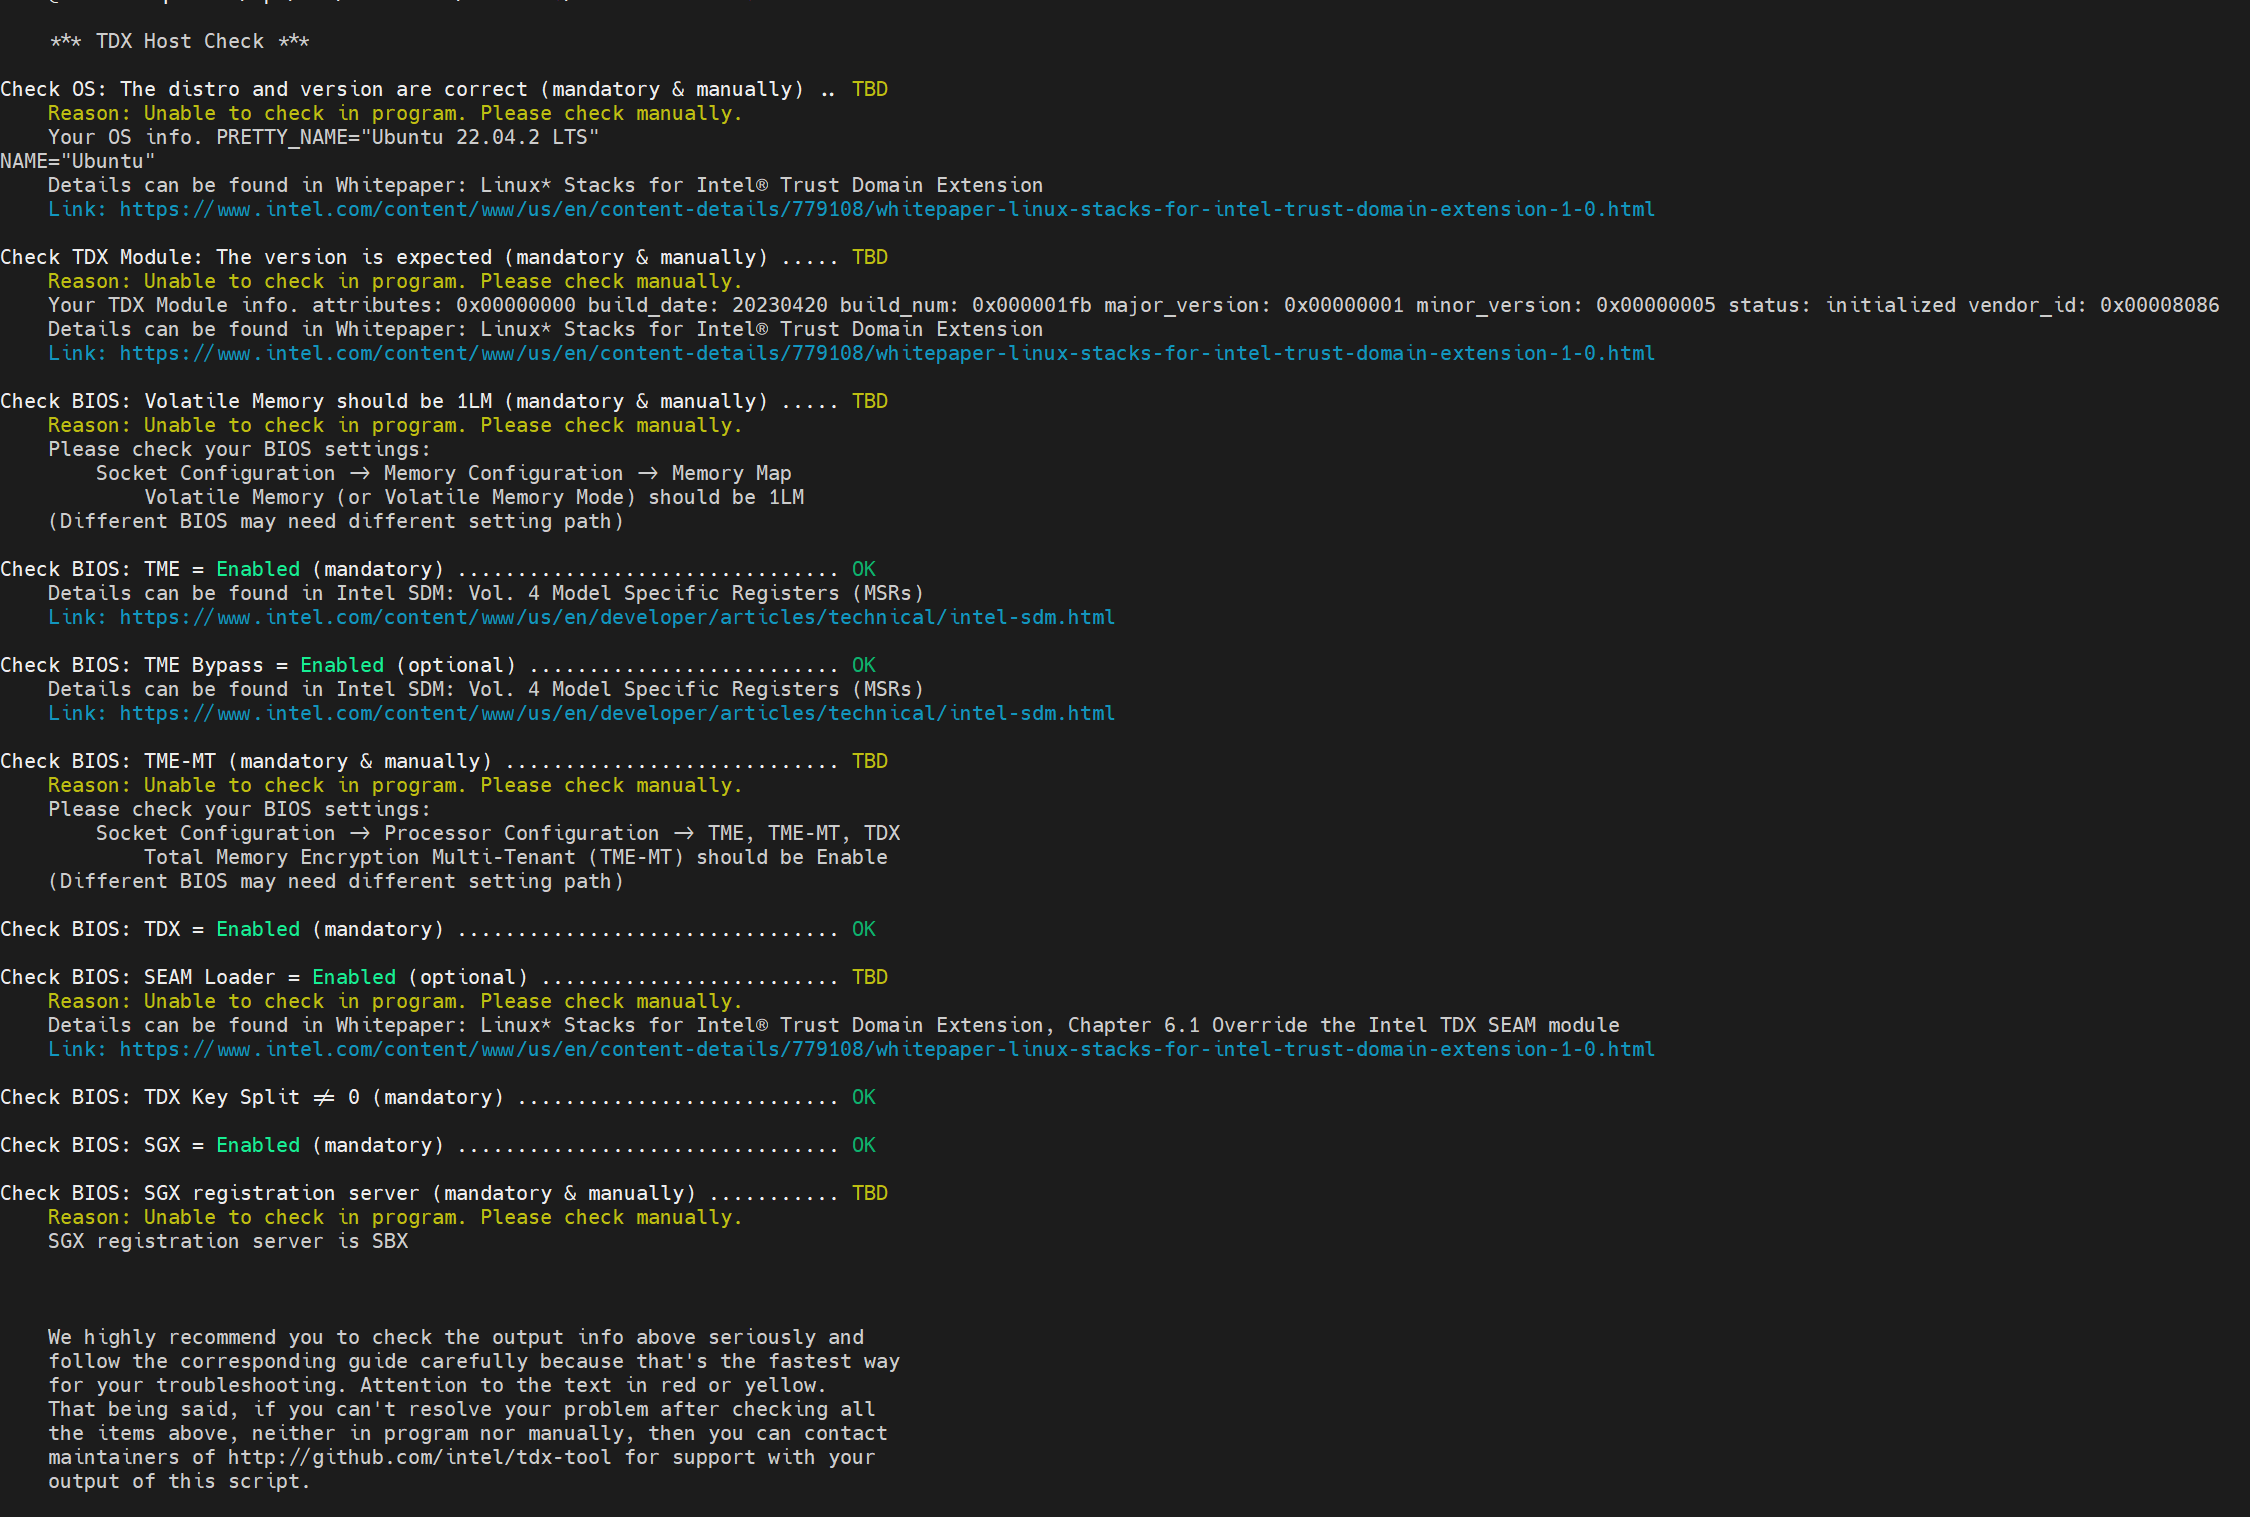 *** TDX Host Check ***
Check OS: The distro and version are correct (mandatory & manually) .. TBD
Reason: Unable to check in program. Please check manually.
Your OS info. PRETTY_NAME="Ubuntu 22.04.2 LTS"
NAME="Ubuntu"
Details can be found in Whitepaper: Linux* Stacks for Intel® Trust Domain Extension
Link: https://www.intel.com/content/www/us/en/content-details/779108/whitepaper-linux-stacks-for-intel-trust-domain-extension-1-0.html
Check TDX Module: The version is expected (mandatory & manually) ..... TBD
Reason: Unable to check in program. Please check manually.
Your TDX Module info. attributes: 0x00000000 build_date: 20230420 build_num: 0x000001fb major_version: 0x00000001 minor_version: 0x00000005 status: initialized vendor_id: 0x00008086
Details can be found in Whitepaper: Linux* Stacks for Intel® Trust Domain Extension
Link: https://www.intel.com/content/www/us/en/content-details/779108/whitepaper-linux-stacks-for-intel-trust-domain-extension-1-0.html
Check BIOS: Volatile Memory should be 1LM (mandatory & manually) ..... TBD
Reason: Unable to check in program. Please check manually.
Please check your BIOS settings:
Socket Configuration → Memory Configuration → Memory Map
Volatile Memory (or Volatile Memory Mode) should be 1LM
(Different BIOS may need different setting path)
Check BIOS: TME = Enabled (mandatory) ................................ OK
Details can be found in Intel SDM: Vol. 4 Model Specific Registers (MSRs)
Link: https://www.intel.com/content/www/us/en/developer/articles/technical/intel-sdm.html
Check BIOS: TME Bypass = Enabled (optional) .......................... OK
Details can be found in Intel SDM: Vol. 4 Model Specific Registers (MSRs)
Link: https://www.intel.com/content/www/us/en/developer/articles/technical/intel-sdm.html
Check BIOS: TME-MT (mandatory & manually) ............................ TBD
Reason: Unable to check in program. Please check manually.
Please check your BIOS settings:
Socket Configuration → Processor Configuration → TME, TME-MT, TDX
Total Memory Encryption Multi-Tenant (TME-MT) should be Enable
(Different BIOS may need different setting path)
Check BIOS: TDX = Enabled (mandatory) ................................ OK
Check BIOS: SEAM Loader = Enabled (optional) ......................... TBD
Reason: Unable to check in program. Please check manually.
Details can be found in Whitepaper: Linux* Stacks for Intel® Trust Domain Extension, Chapter 6.1 Override the Intel TDX SEAM module
Link: https://www.intel.com/content/www/us/en/content-details/779108/whitepaper-linux-stacks-for-intel-trust-domain-extension-1-0.html
Check BIOS: TDX Key Split ≠ 0 (mandatory) ........................... OK
Check BIOS: SGX = Enabled (mandatory) ................................ OK
Check BIOS: SGX registration server (mandatory & manually) ........... TBD
Reason: Unable to check in program. Please check manually.
SGX registration server is SBX
We highly recommend you to check the output info above seriously and
follow the corresponding guide carefully because that's the fastest way
for your troubleshooting. Attention to the text in red or yellow.
That being said, if you can't resolve your problem after checking all
the items above, neither in program nor manually, then you can contact
maintainers of http://github.com/intel/tdx-tool for support with your
output of this script.